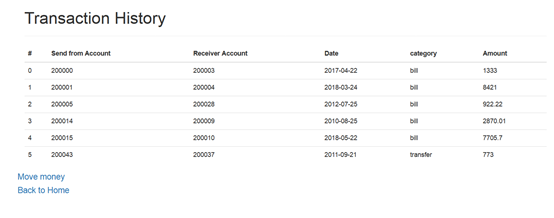 Transaction History
# Send from Account Receiver Account Date category Amount
0 200000 200003 2017-04-22 bill 1333
1 200001 200004 2018-03-24 bill 8421
2 200005 200028 2012-07-25 bill 922.22
3 200014 200009 2010-08-25 bill 2870.01
4 200015 200010 2018-05-22 bill 7705.7
5 200043 200037 2011-09-21 transfer 773
Move money
Back to Home